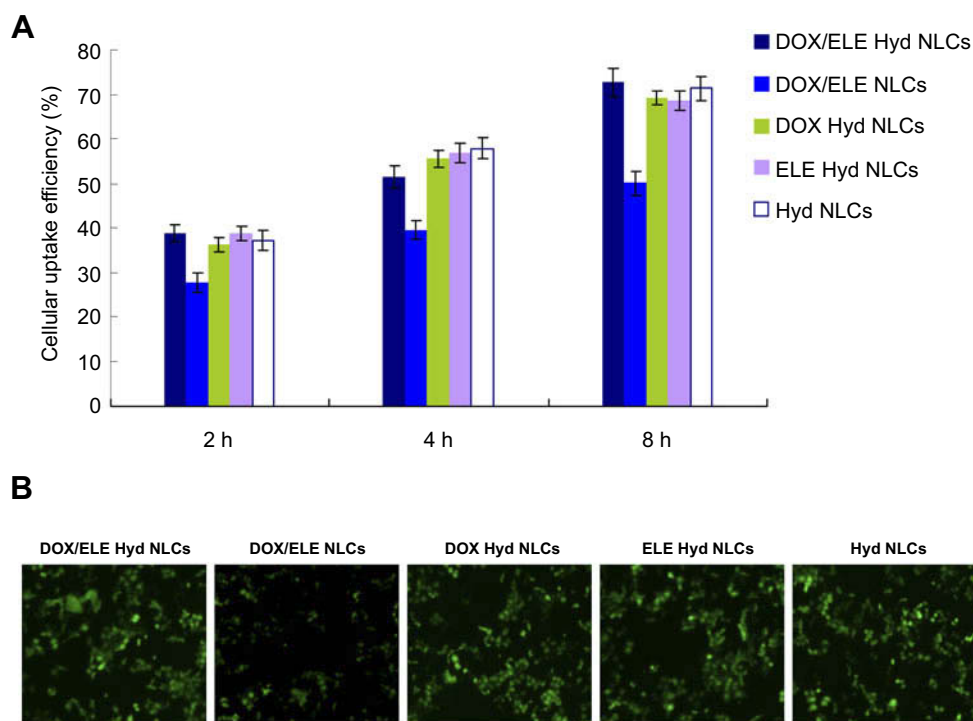 A
80
70
60
50
40
30
20
10
0
Cellular uptake efficiency (%)
2 h
4 h
8 h
DOX/ELE Hyd NLCs
DOX/ELE NLCs
DOX Hyd NLCs
ELE Hyd NLCs
Hyd NLCs
B
DOX/ELE Hyd NLCs
DOX/ELE NLCs
DOX Hyd NLCs
ELE Hyd NLCs
Hyd NLCs